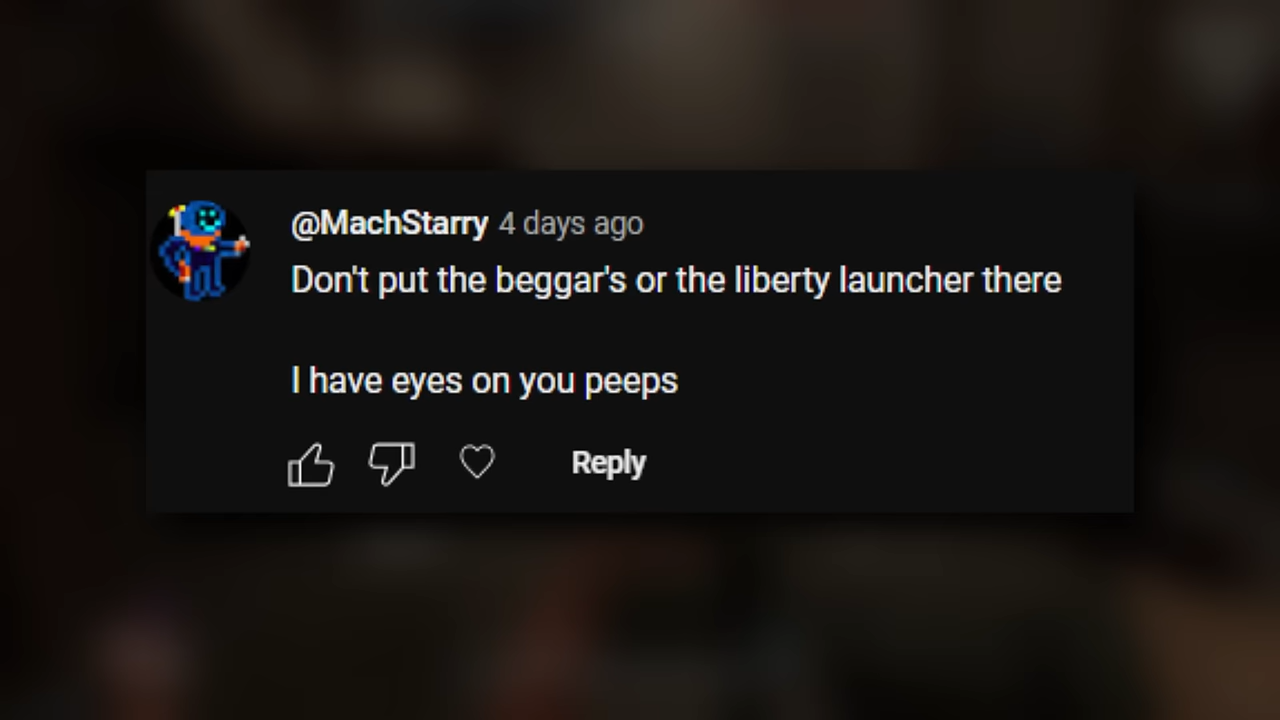 @MachStarry 4 days ago
Don't put the beggar's or the liberty launcher there
I have eyes on you peeps
Reply